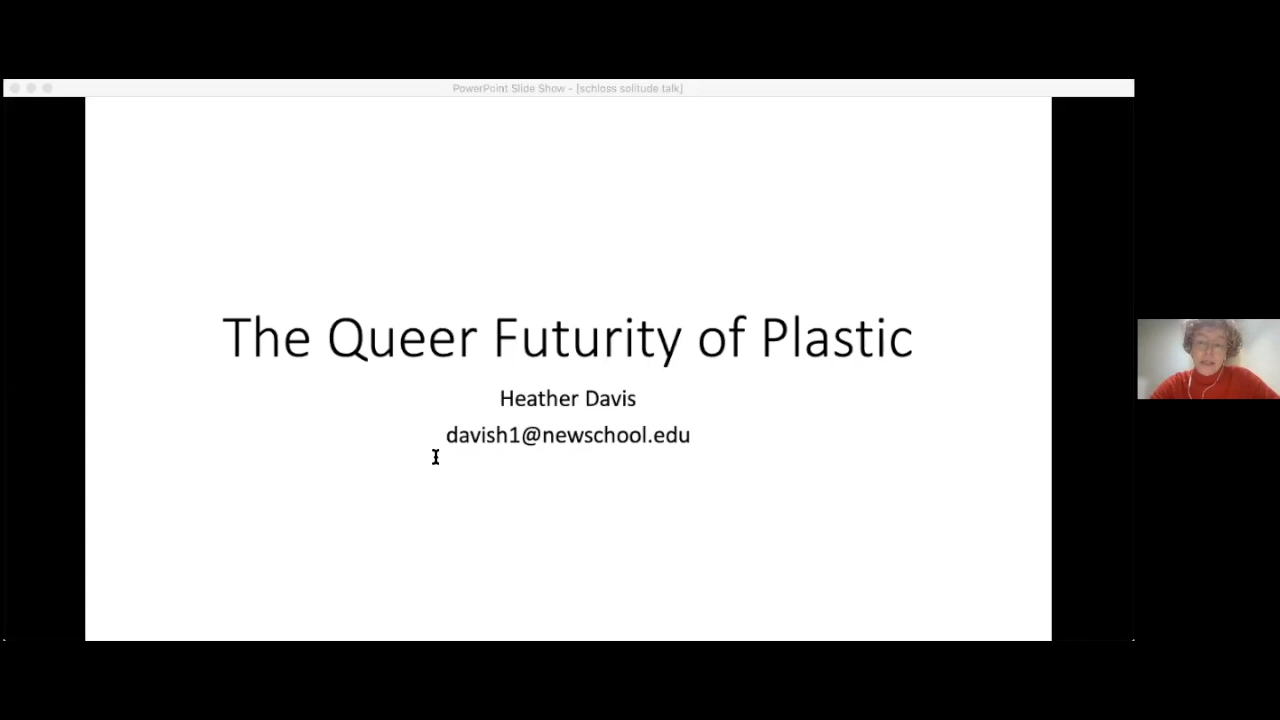 PowerPoint Slide Show - [schloss solitude talk]
The Queer Futurity of Plastic
Heather Davis
davish1@newschool.edu